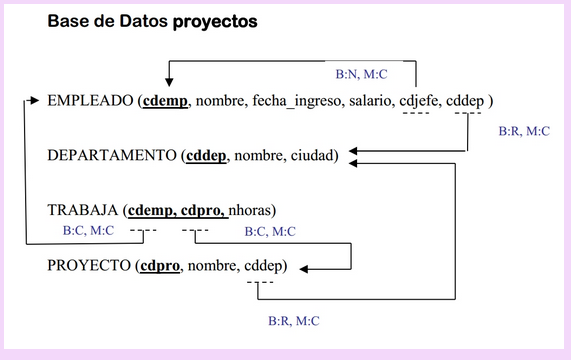 Base de Datos proyectos
B:N, M:C
EMPLEADO (cdemp, nombre, fecha_ingreso, salario, cdjefe, cddep )
B:R, M:C
DEPARTAMENTO (cddep, nombre, ciudad)
TRABAJA (cdemp, cdpro, nhoras)
B:C, M:C B:C, M:C
PROYECTO (cdpro, nombre, cddep)
B:R, M:C